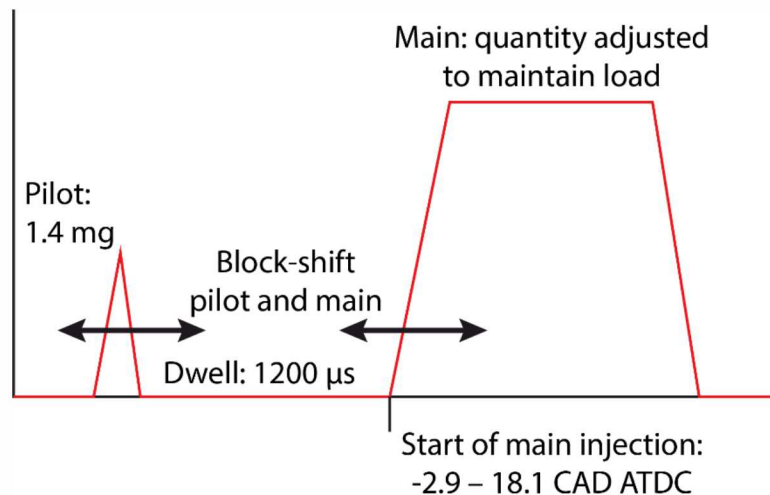 Main: quantity adjusted
to maintain load
Pilot:
1.4 mg
Block-shift
pilot and main
Dwell: 1200 µs
Start of main injection:
-2.9 – 18.1 CAD ATDC